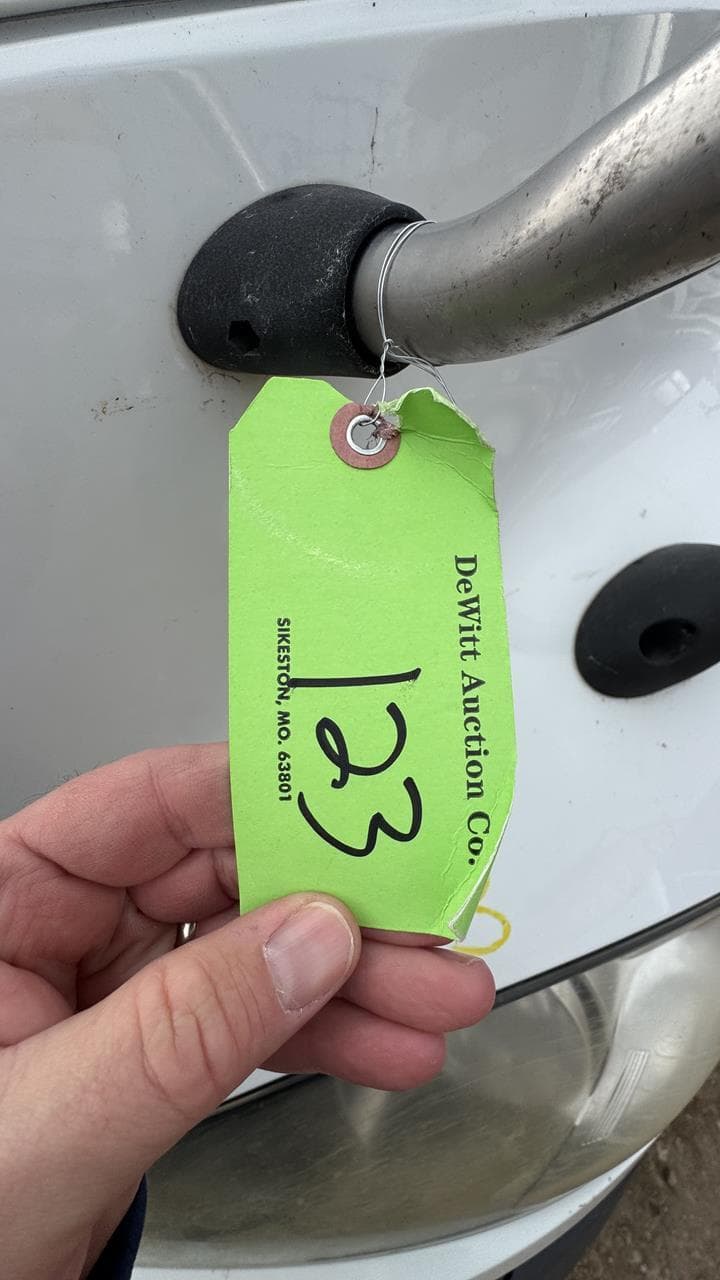 DeWitt Auction Co.
123
SIKESTON, MO. 63801